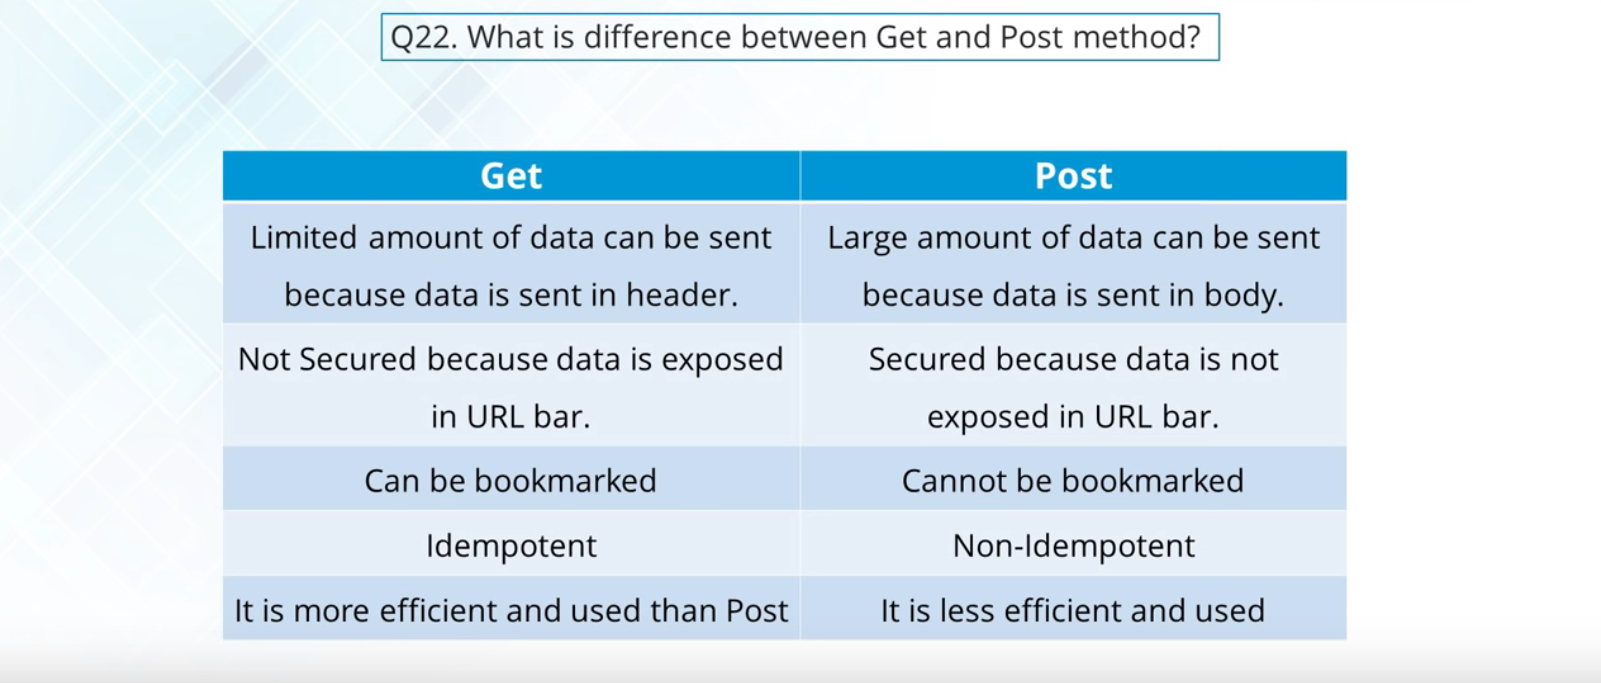 Q22. What is difference between Get and Post method?
Get
Post
Limited amount of data can be sent
because data is sent in header.
Large amount of data can be sent
because data is sent in body.
Not Secured because data is exposed
in URL bar.
Secured because data is not
exposed in URL bar.
Can be bookmarked
Cannot be bookmarked
Idempotent
Non-Idempotent
It is more efficient and used than Post
It is less efficient and used